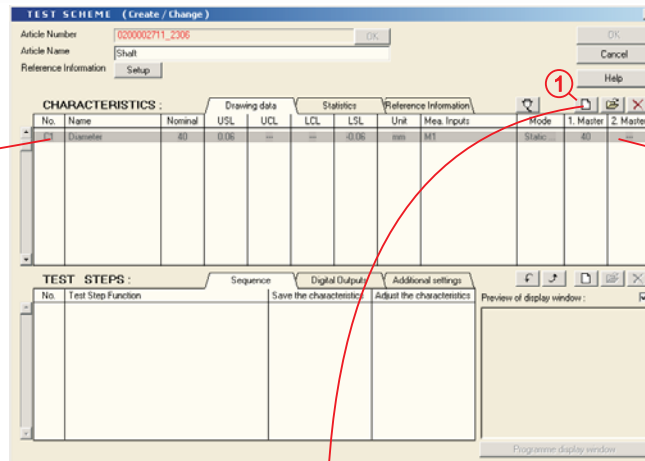 TEST SCHEME (Create / Change)
Article Number 0200002711_2306 OK OK
Article Name Shaft Cancel
Reference Information Setup Help
1
CHARACTERISTICS : Drawing data Statistics Reference Information
No. Name Nominal USL UCL LCL LSL Unit Mea. Inputs Mode 1. Master 2. Master
C1 Diameter 40 0.06 --- --- -0.06 mm M1 Static ... 40 ---
TEST STEPS : Sequence Digital Outputs Additional settings
No. Test Step Function Save the characteristics Adjust the characteristics Preview of display window :
Programme display window